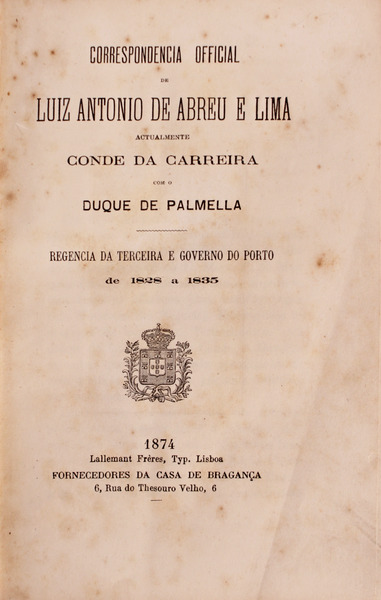 CORRESPONDENCIA OFFICIAL
DE
LUIZ ANTONIO DE ABREU E LIMA
ACTUALMENTE
CONDE DA CARREIRA
COM O
DUQUE DE PALMELLA
REGENCIA DA TERCEIRA E GOVERNO DO PORTO
de 1828 a 1835
1874
Lallemant Frères, Typ. Lisboa
FORNECEDORES DA CASA DE BRAGANÇA
6, Rua do Thesouro Velho, 6